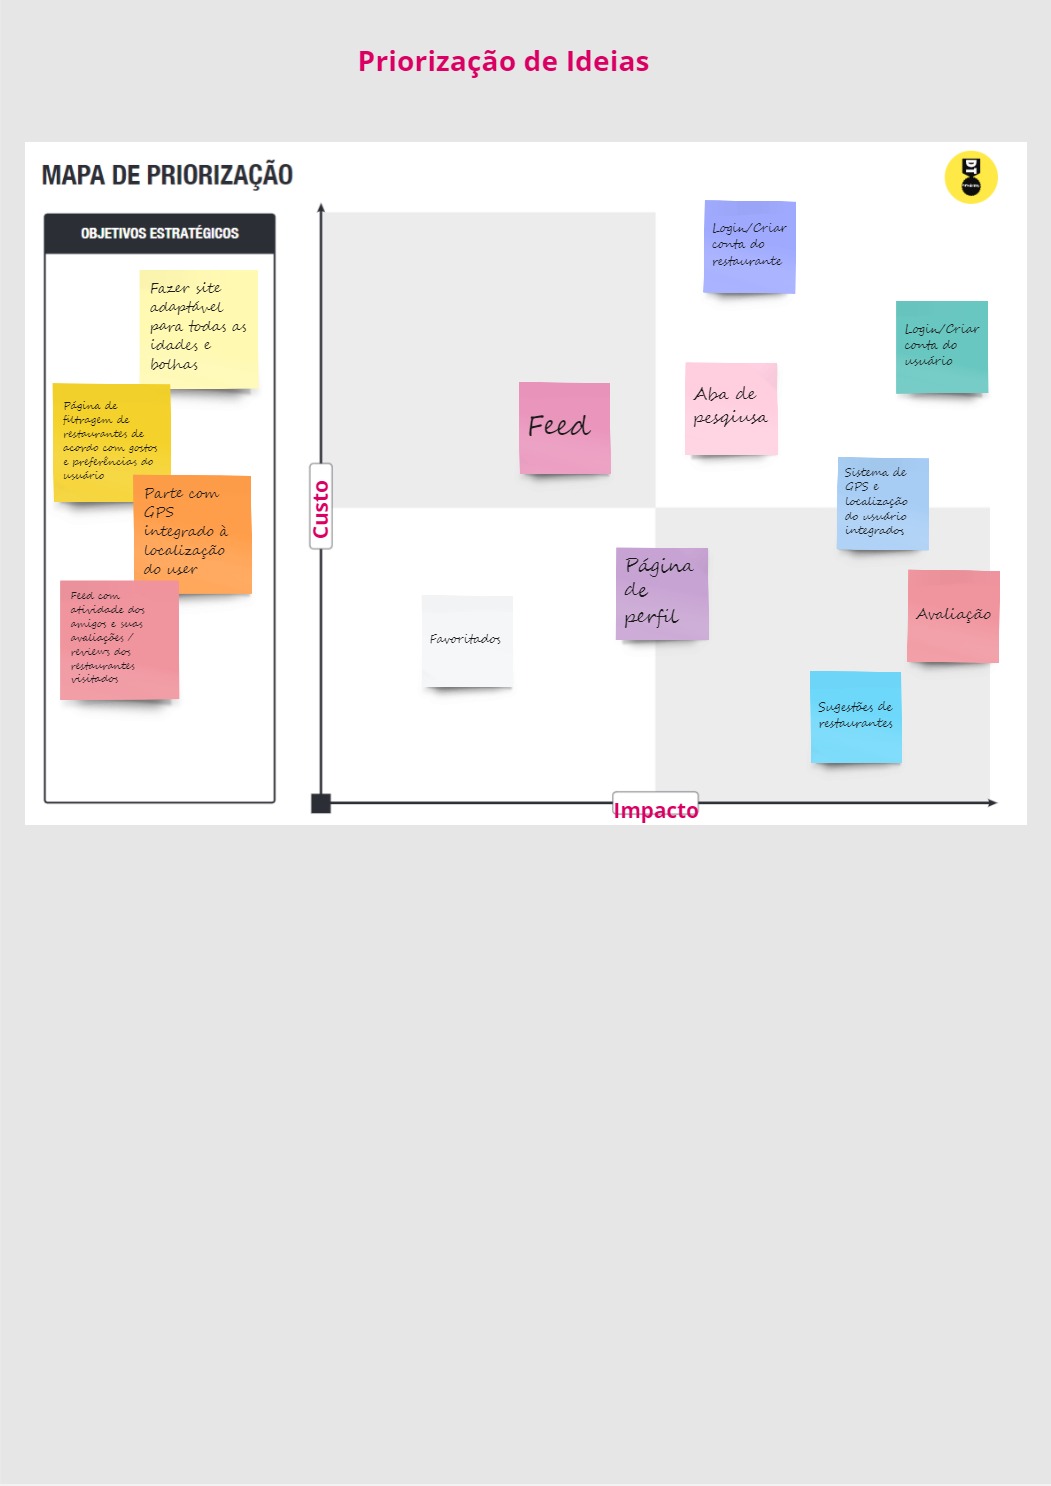 Priorização de Ideias
MAPA DE PRIORIZAÇÃO
OBJETIVOS ESTRATÉGICOS
Fazer site
adaptável
para todas as
idades e
bolhas
Página de
filtragem de
restaurantes de
acordo com gostos
e preferências do
usuário
Parte com
GPS
integrado à
localização
do user
Feed com
atividade dos
amigos e suas
avaliações /
reviews dos
restaurantes
visitados
Custo
Login/Criar
conta do
restaurante
Login/Criar
conta do
usuário
Feed
Aba de
pesqiusa
Sistema de
GPS e
localização
do usuário
integrados
Favoritados
Página
de
perfil
Avaliação
Sugestões de
restaurantes
Impacto